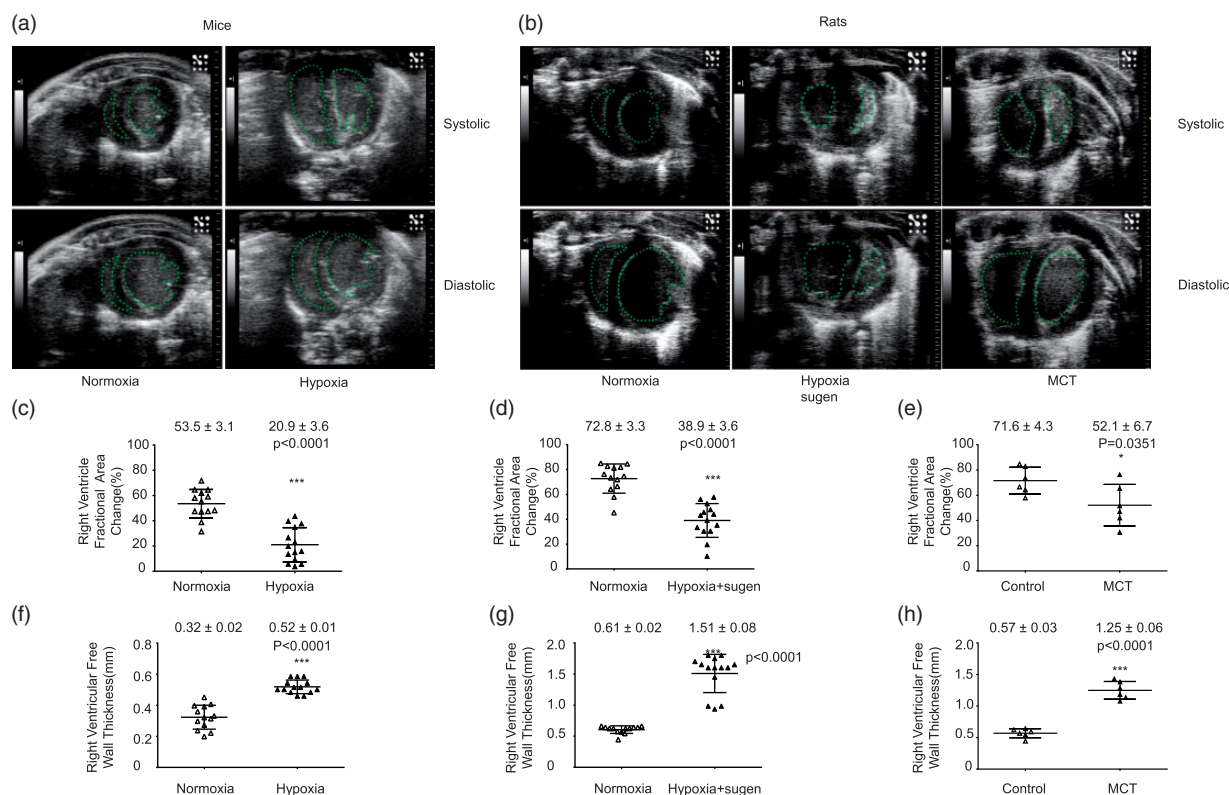 (a)
Mice
(b)
Rats
Systolic
Systolic
Diastolic
Diastolic
Normoxia
Hypoxia
Normoxia
Hypoxia
sugen
MCT
(c)
53.5 ± 3.1
20.9 ± 3.6
p<0.0001
***
Right Ventricle
Fractional Area
Change(%)
100
80
60
40
20
0
Normoxia
Hypoxia
(d)
72.8 ± 3.3
38.9 ± 3.6
p<0.0001
***
Right Ventricle
Fractional Area
Change(%)
100
80
60
40
20
0
Normoxia
Hypoxia+sugen
(e)
71.6 ± 4.3
52.1 ± 6.7
P=0.0351
*
Right Ventricle
Fractional Area
Change(%)
100
80
60
40
20
0
Control
MCT
(f)
0.32 ± 0.02
0.52 ± 0.01
P<0.0001
***
Right Ventricular Free
Wall Thickness(mm)
0.8
0.6
0.4
0.2
0
Normoxia
Hypoxia
(g)
0.61 ± 0.02
1.51 ± 0.08
***
p<0.0001
Right Ventricular Free
Wall Thickness(mm)
2.0
1.5
1.0
0.5
0
Normoxia
Hypoxia+sugen
(h)
0.57 ± 0.03
1.25 ± 0.06
p<0.0001
***
Right Ventricular Free
Wall Thickness(mm)
2.0
1.5
1.0
0.5
0
Control
MCT